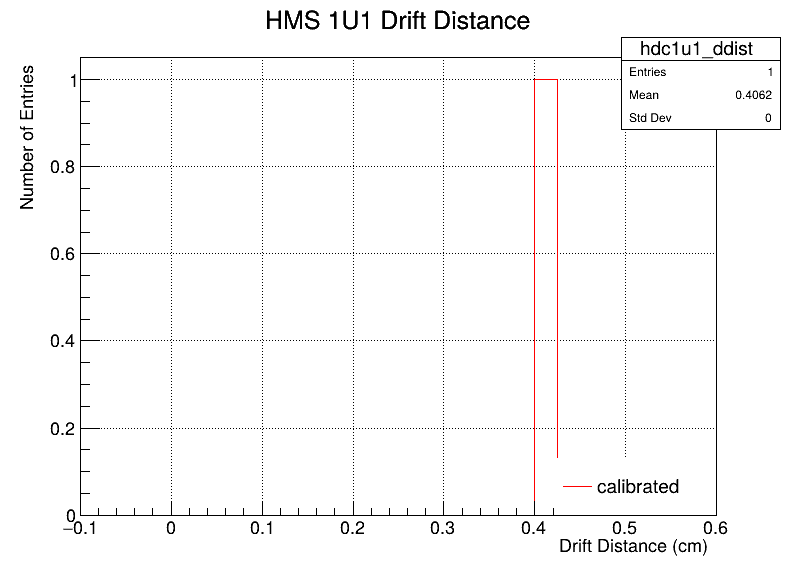 HMS 1U1 Drift Distance
hdc1u1_ddist
Entries 1
Mean 0.4062
Std Dev 0
Number of Entries
1
0.8
0.6
0.4
0.2
0
−0.1 0 0.1 0.2 0.3 0.4 0.5 0.6
calibrated
Drift Distance (cm)